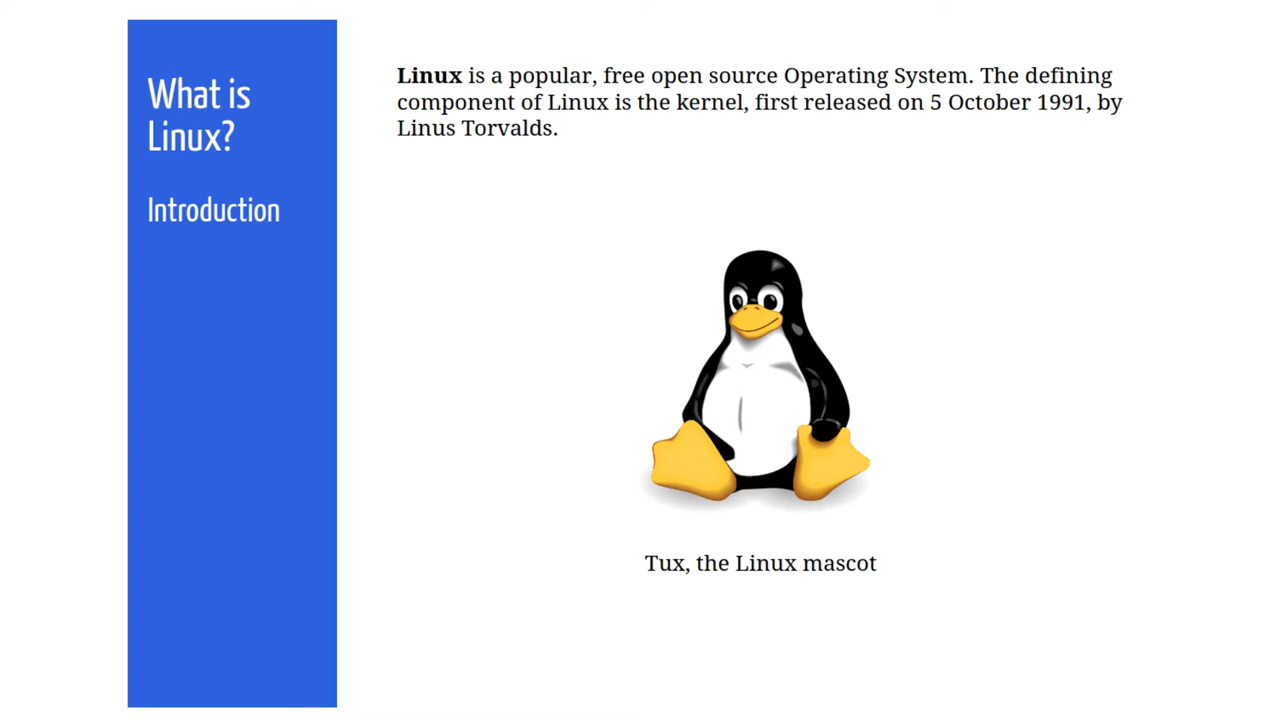 What is
Linux?
Introduction
Linux is a popular, free open source Operating System. The defining
component of Linux is the kernel, first released on 5 October 1991, by
Linus Torvalds.
Tux, the Linux mascot